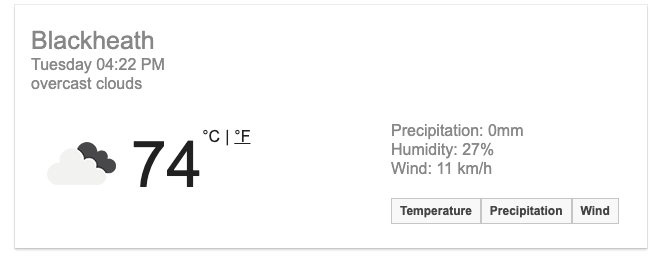 Blackheath
Tuesday 04:22 PM
overcast clouds
74 °C | °F
Precipitation: 0mm
Humidity: 27%
Wind: 11 km/h
Temperature Precipitation Wind